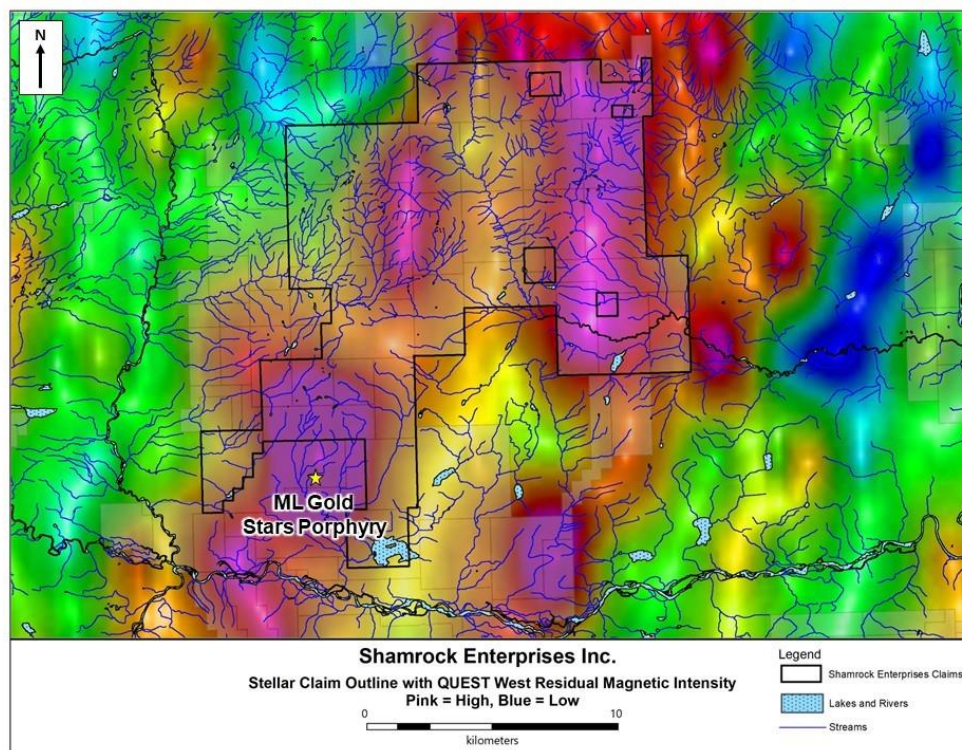 N
ML Gold
Stars Porphyry
Shamrock Enterprises Inc.
Stellar Claim Outline with QUEST West Residual Magnetic Intensity
Pink = High, Blue = Low
0 10
kilometers
Legend
Shamrock Enterprises Claims
Lakes and Rivers
Streams